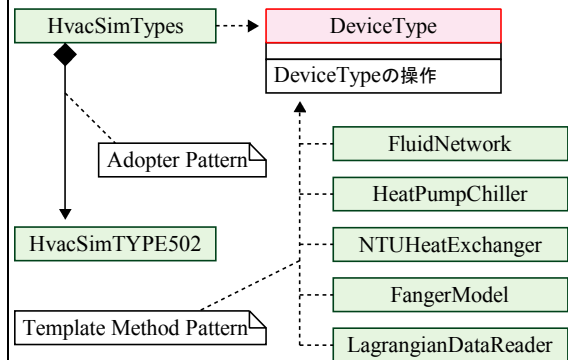 HvacSimTypes
DeviceType
DeviceTypeの操作
Adopter Pattern
FluidNetwork
HeatPumpChiller
HvacSimTYPE502
NTUHeatExchanger
FangerModel
Template Method Pattern
LagrangianDataReader